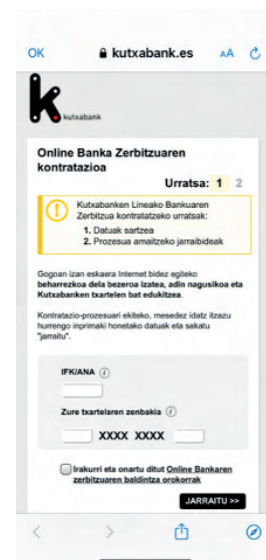 OK kutxabank.es AA
k
kutxabank
Online Banka Zerbitzuaren
kontratazioa
Urratsa: 1 2
Kutxabanken Lineako Bankuaren
Zerbitzua kontratatzeko urratsak:
1. Datuak sartzea
2. Prozesua amaitzeko jarraibideak
Gogoan izan eskaera Internet bidez egiteko
beharrezkoa dela bezeroa izatea, adin nagusikoa eta
Kutxabanken txartelen bat edukitzea.
Kontratazio-prozesuari ekiteko, mesedez idatz itzazu
hurrengo inprimaki honetako datuak eta sakatu
"jarraitu".
IFK/ANA i
Zure txartelaren zenbakia i
XXXX XXXX
Irakurri eta onartu ditut Online Bankaren
zerbitzuaren baldintza orokorrak
JARRAITU >>